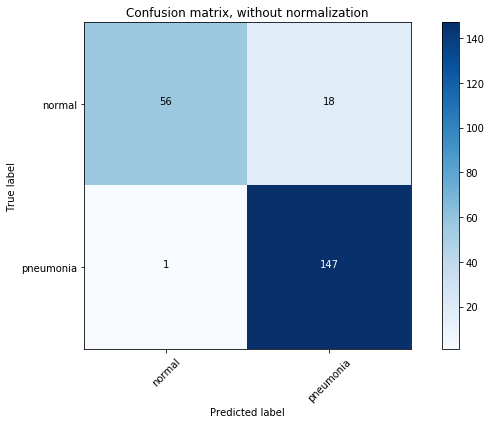 Confusion matrix, without normalization
True label
normal
56
18
pneumonia
1
147
normal
pneumonia
Predicted label
140
120
100
80
60
40
20